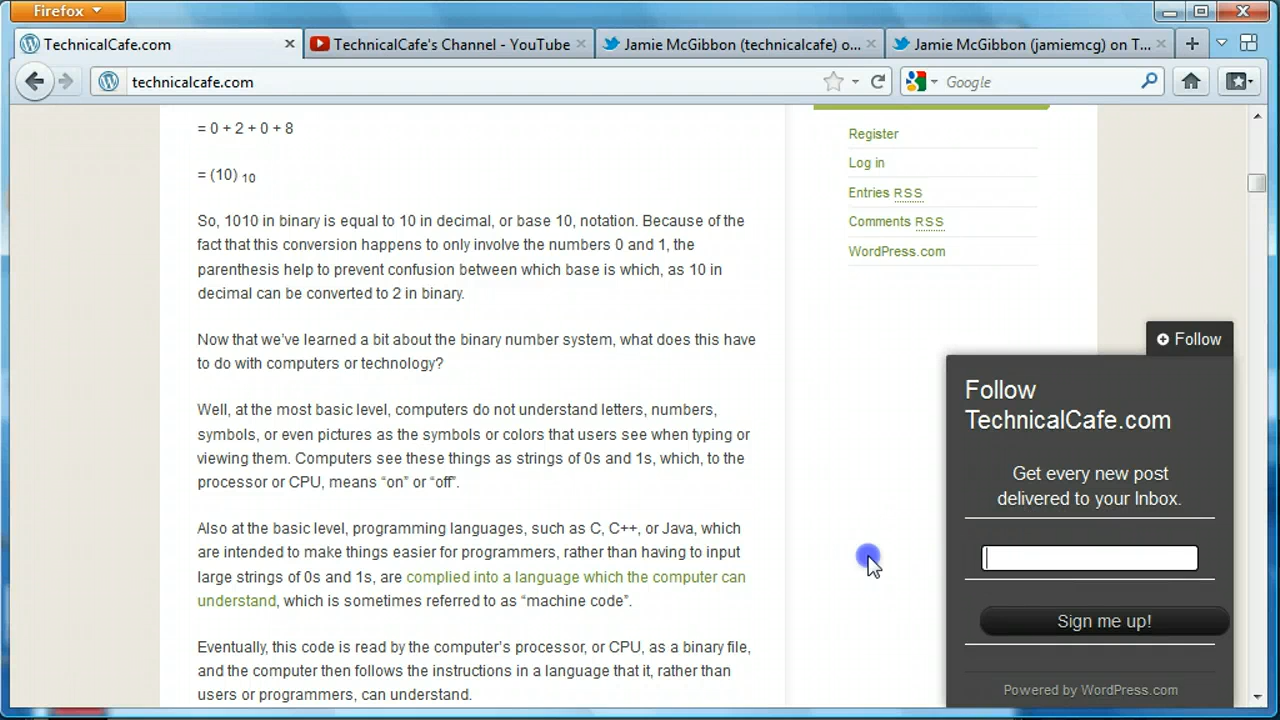 Firefox
TechnicalCafe.com
TechnicalCafe's Channel - YouTube
Jamie McGibbon (technicalcafe) o...
Jamie McGibbon (jamiemcg) on T...
technicalcafe.com
Google
= 0 + 2 + 0 + 8
= (10) 10
So, 1010 in binary is equal to 10 in decimal, or base 10, notation. Because of the
fact that this conversion happens to only involve the numbers 0 and 1, the
parenthesis help to prevent confusion between which base is which, as 10 in
decimal can be converted to 2 in binary.
Now that we've learned a bit about the binary number system, what does this have
to do with computers or technology?
Well, at the most basic level, computers do not understand letters, numbers,
symbols, or even pictures as the symbols or colors that users see when typing or
viewing them. Computers see these things as strings of 0s and 1s, which, to the
processor or CPU, means “on” or “off”.
Also at the basic level, programming languages, such as C, C++, or Java, which
are intended to make things easier for programmers, rather than having to input
large strings of 0s and 1s, are complied into a language which the computer can
understand, which is sometimes referred to as “machine code”.
Eventually, this code is read by the computer's processor, or CPU, as a binary file,
and the computer then follows the instructions in a language that it, rather than
users or programmers, can understand.
Register
Log in
Entries RSS
Comments RSS
WordPress.com
Follow
Follow
TechnicalCafe.com
Get every new post
delivered to your Inbox.
Sign me up!
Powered by WordPress.com